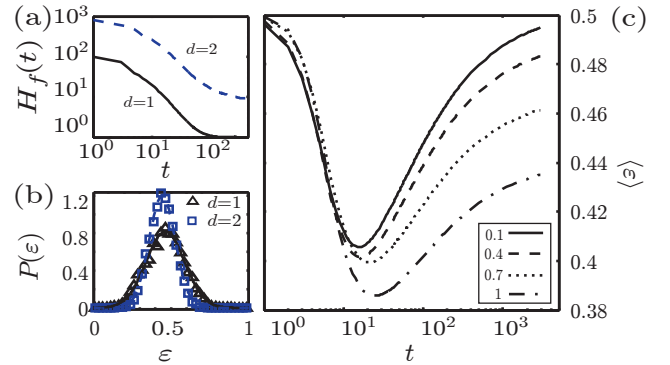 (a)
10^3
10^2
10^1
10^0
H_f(t)
d=2
d=1
10^0 10^1 10^2
t
(b)
1.2
0.8
0.4
0
P(ε)
d=1
d=2
0 0.5 1
ε
(c)
0.5
0.48
0.46
0.44
0.42
0.4
0.38
⟨ε⟩
0.1
0.4
0.7
1
10^0 10^1 10^2 10^3
t